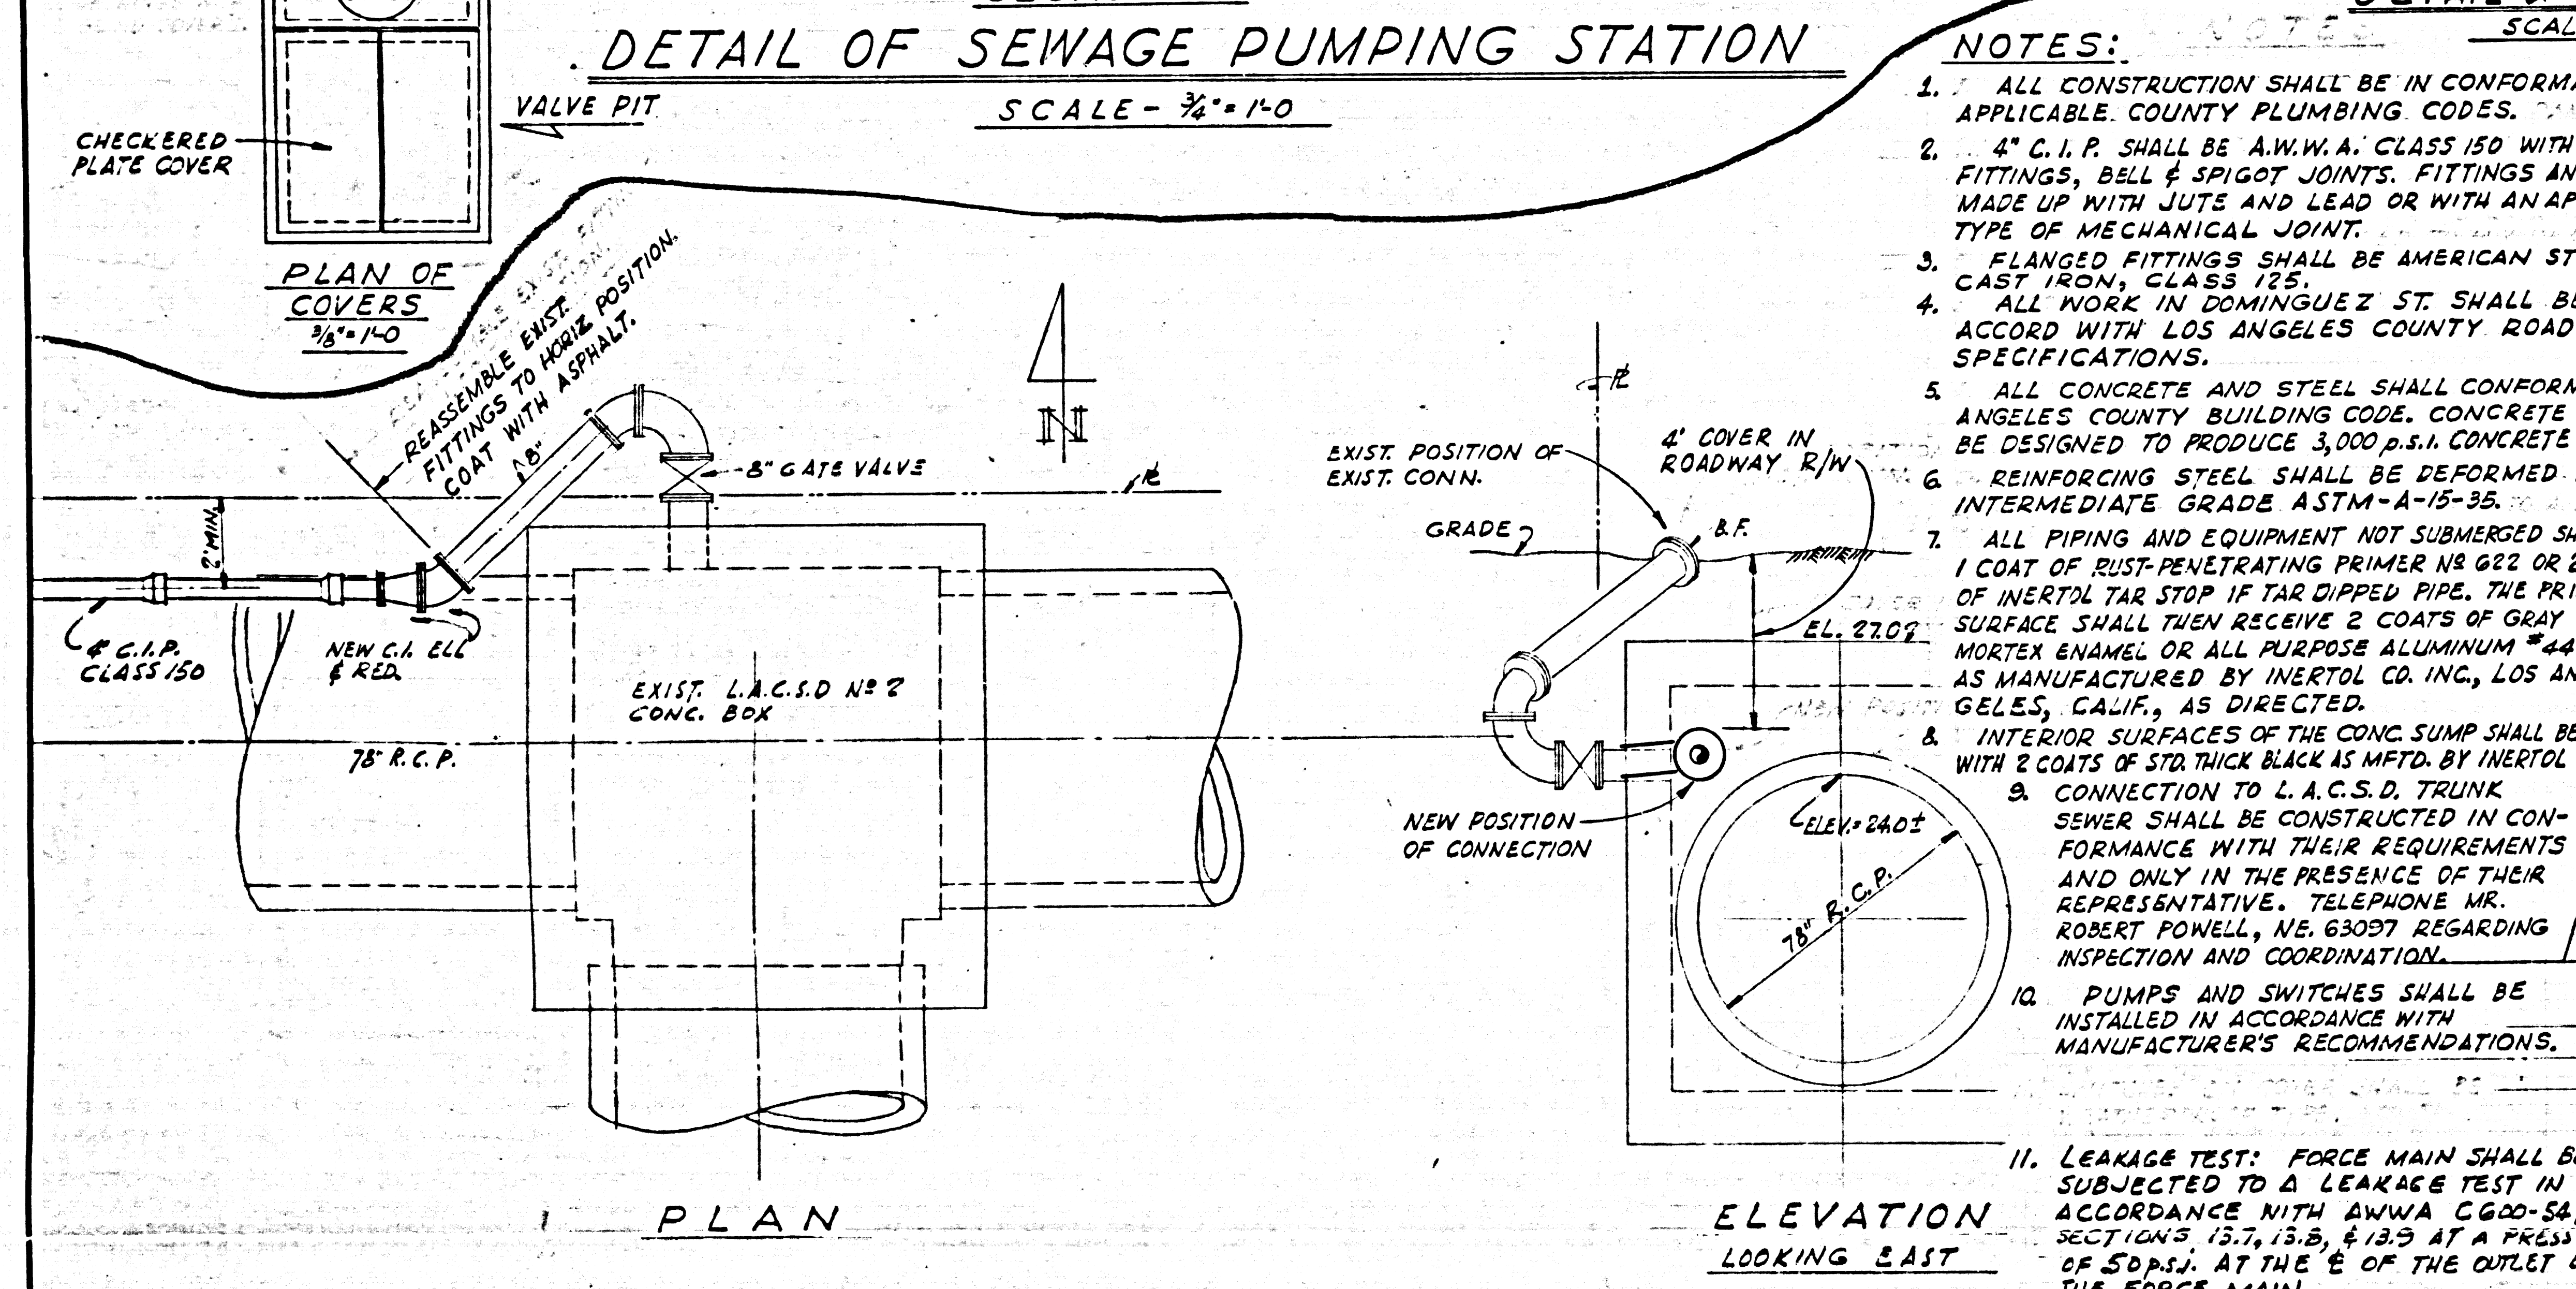 DETAIL OF SEWAGE PUMPING STATION
SCALE - 3/4" = 1'-0
VALVE PIT
CHECKERED
PLATE COVER
PLAN OF
COVERS
3/8" = 1'-0
REASSEMBLE EXIST.
FITTINGS TO HORIZ. POSITION.
COAT WITH ASPHALT.
8"
8" GATE VALVE
N
2' MIN.
4" C.I.P.
CLASS 150
NEW C.I. ELL
& RED.
78" R.C.P.
EXIST. L.A.C.S.D Nº 2
CONC. BOX
PLAN
EXIST. POSITION OF
EXIST. CONN.
4' COVER IN
ROADWAY R/W
GRADE
B.F.
EL. 27.0?
NEW POSITION
OF CONNECTION
ELEV.= 24.0±
78" R.C.P.
ELEVATION
LOOKING EAST
SCAL
NOTES:
1. ALL CONSTRUCTION SHALL BE IN CONFORMA
APPLICABLE COUNTY PLUMBING CODES.
2. 4" C.I.P. SHALL BE A.W.W.A. CLASS 150 WITH
FITTINGS, BELL & SPIGOT JOINTS. FITTINGS AN
MADE UP WITH JUTE AND LEAD OR WITH AN AP
TYPE OF MECHANICAL JOINT.
3. FLANGED FITTINGS SHALL BE AMERICAN ST
CAST IRON, CLASS 125.
4. ALL WORK IN DOMINGUEZ ST. SHALL BE
ACCORD WITH LOS ANGELES COUNTY ROAD
SPECIFICATIONS.
5. ALL CONCRETE AND STEEL SHALL CONFORM
ANGELES COUNTY BUILDING CODE. CONCRETE
BE DESIGNED TO PRODUCE 3,000 p.s.i. CONCRETE
6. REINFORCING STEEL SHALL BE DEFORMED
INTERMEDIATE GRADE ASTM-A-15-35.
7. ALL PIPING AND EQUIPMENT NOT SUBMERGED SH
1 COAT OF RUST-PENETRATING PRIMER Nº 622 OR 2
OF INERTOL TAR STOP IF TAR DIPPED PIPE. THE PRI
SURFACE SHALL THEN RECEIVE 2 COATS OF GRAY
MORTEX ENAMEL OR ALL PURPOSE ALUMINUM #44
AS MANUFACTURED BY INERTOL CO. INC., LOS AN
GELES, CALIF., AS DIRECTED.
8. INTERIOR SURFACES OF THE CONC. SUMP SHALL BE
WITH 2 COATS OF STD. THICK BLACK AS MFTD. BY INERTOL
9. CONNECTION TO L.A.C.S.D. TRUNK
SEWER SHALL BE CONSTRUCTED IN CON-
FORMANCE WITH THEIR REQUIREMENTS
AND ONLY IN THE PRESENCE OF THEIR
REPRESENTATIVE. TELEPHONE MR.
ROBERT POWELL, NE. 63097 REGARDING
INSPECTION AND COORDINATION.
10. PUMPS AND SWITCHES SHALL BE
INSTALLED IN ACCORDANCE WITH
MANUFACTURER'S RECOMMENDATIONS.
11. LEAKAGE TEST: FORCE MAIN SHALL BE
SUBJECTED TO A LEAKAGE TEST IN
ACCORDANCE WITH AWWA C600-54,
SECTIONS 13.7, 13.8, & 13.9 AT A PRESS
OF 50 p.s.i. AT THE ℄ OF THE OUTLET
THE FORCE MAIN